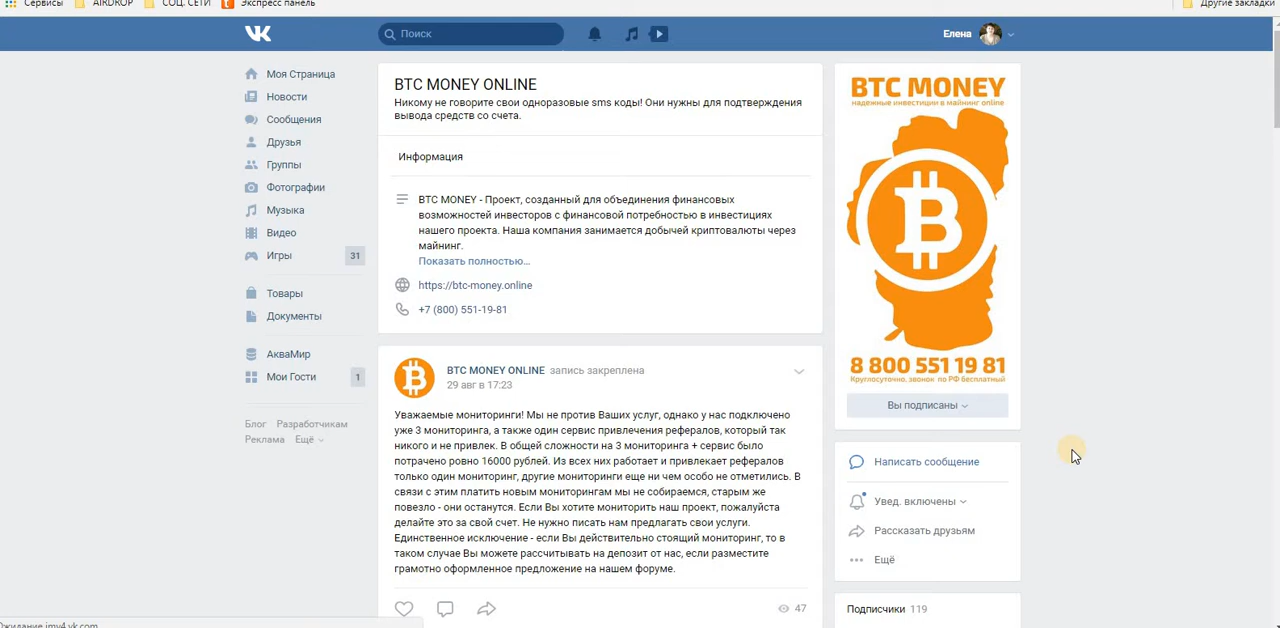 Сервисы
AIRDROP
СОЦ. СЕТИ
Экспресс панель
Другие закладки
Поиск
Елена
Моя Страница
Новости
Сообщения
Друзья
Группы
Фотографии
Музыка
Видео
Игры 31
Товары
Документы
АкваМир
Мои Гости 1
Блог Разработчикам
Реклама Ещё
BTC MONEY ONLINE
Никому не говорите свои одноразовые sms коды! Они нужны для подтверждения
вывода средств со счета.
Информация
BTC MONEY - Проект, созданный для объединения финансовых
возможностей инвесторов с финансовой потребностью в инвестициях
нашего проекта. Наша компания занимается добычей криптовалюты через
майнинг.
Показать полностью...
https://btc-money.online
+7 (800) 551-19-81
BTC MONEY ONLINE запись закреплена
29 авг в 17:23
Уважаемые мониторинги! Мы не против Ваших услуг, однако у нас подключено
уже 3 мониторинга, а также один сервис привлечения рефералов, который так
никого и не привлек. В общей сложности на 3 мониторинга + сервис было
потрачено ровно 16000 рублей. Из всех них работает и привлекает рефералов
только один мониторинг, другие мониторинги еще ни чем особо не отметились. В
связи с этим платить новым мониторингам мы не собираемся, старым же
повезло - они останутся. Если Вы хотите мониторить наш проект, пожалуйста
делайте это за свой счет. Не нужно писать нам предлагать свои услуги.
Единственное исключение - если Вы действительно стоящий мониторинг, то в
таком случае Вы можете рассчитывать на депозит от нас, если разместите
грамотно оформленное предложение на нашем форуме.
47
BTC MONEY
надежные инвестиции в майнинг online
8 800 551 19 81
Круглосуточно, звонок по РФ бесплатный
Вы подписаны
Написать сообщение
Увед. включены
Рассказать друзьям
Ещё
Подписчики 119